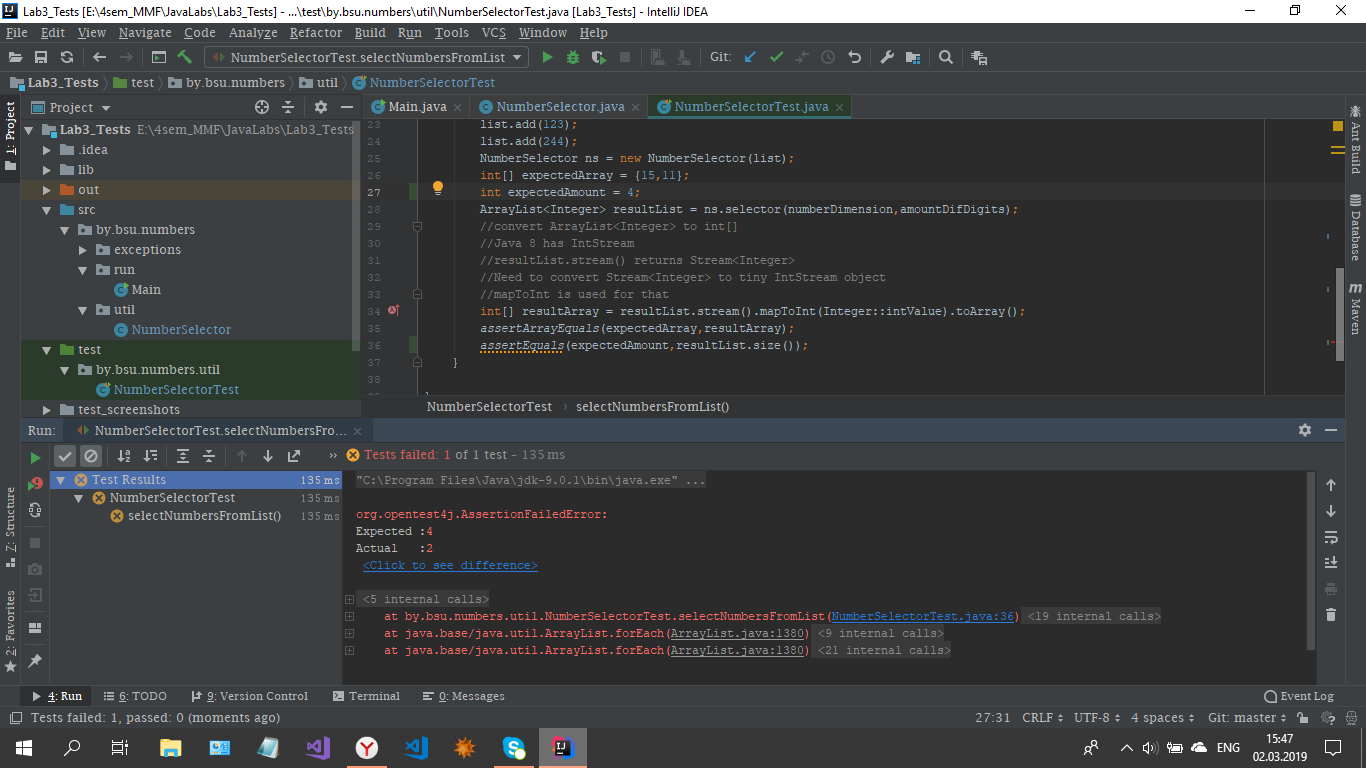 Lab3_Tests [E:\4sem_MMF\JavaLabs\Lab3_Tests] - ...\test\by.bsu.numbers\util\NumberSelectorTest.java [Lab3_Tests] - IntelliJ IDEA
File Edit View Navigate Code Analyze Refactor Build Run Tools VCS Window Help
NumberSelectorTest.selectNumbersFromList Git:
Lab3_Tests test by.bsu.numbers util NumberSelectorTest
1: Project
Project
Main.java NumberSelector.java NumberSelectorTest.java
Lab3_Tests E:\4sem_MMF\JavaLabs\Lab3_Tests
.idea
lib
out
src
by.bsu.numbers
exceptions
run
Main
util
NumberSelector
test
by.bsu.numbers.util
NumberSelectorTest
test_screenshots
23 list.add(123);
24 list.add(244);
25 NumberSelector ns = new NumberSelector(list);
26 int[] expectedArray = {15,11};
27 int expectedAmount = 4;
28 ArrayList<Integer> resultList = ns.selector(numberDimension,amountDifDigits);
29 //convert ArrayList<Integer> to int[]
30 //Java 8 has IntStream
31 //resultList.stream() returns Stream<Integer>
32 //Need to convert Stream<Integer> to tiny IntStream object
33 //mapToInt is used for that
34 int[] resultArray = resultList.stream().mapToInt(Integer::intValue).toArray();
35 assertArrayEquals(expectedArray,resultArray);
36 assertEquals(expectedAmount,resultList.size());
37 }
38
NumberSelectorTest selectNumbersFromList()
Ant Build
Database
Maven
Run: NumberSelectorTest.selectNumbersFro...
Tests failed: 1 of 1 test – 135 ms
Test Results 135 ms
NumberSelectorTest 135 ms
selectNumbersFromList() 135 ms
"C:\Program Files\Java\jdk-9.0.1\bin\java.exe" ...
org.opentest4j.AssertionFailedError:
Expected :4
Actual :2
<Click to see difference>
<5 internal calls>
at by.bsu.numbers.util.NumberSelectorTest.selectNumbersFromList(NumberSelectorTest.java:36) <19 internal calls>
at java.base/java.util.ArrayList.forEach(ArrayList.java:1380) <9 internal calls>
at java.base/java.util.ArrayList.forEach(ArrayList.java:1380) <21 internal calls>
7: Structure
2: Favorites
4: Run 6: TODO 9: Version Control Terminal 0: Messages Event Log
Tests failed: 1, passed: 0 (moments ago) 27:31 CRLF UTF-8 4 spaces Git: master
ENG 15:47
02.03.2019